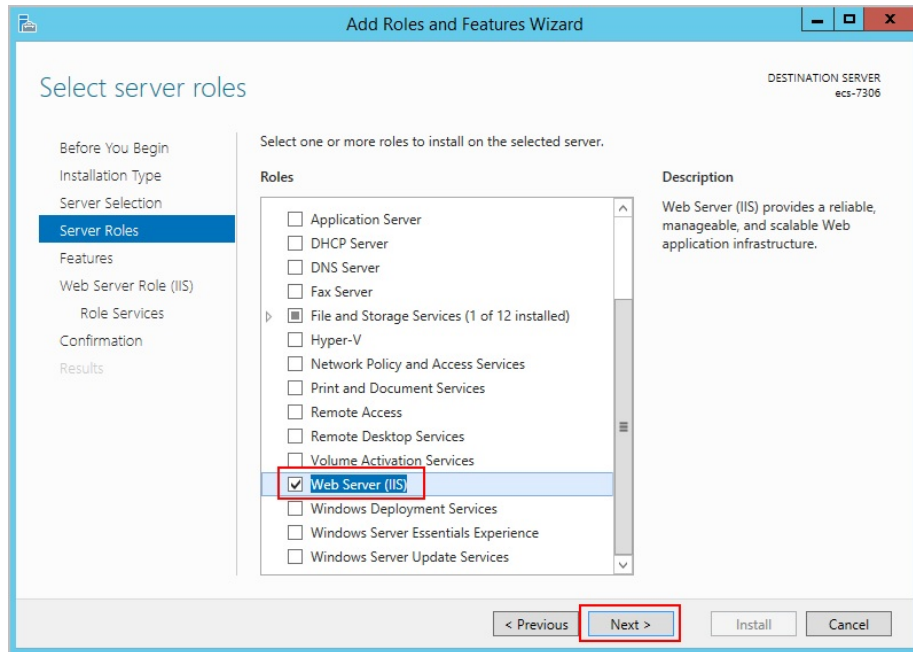 Add Roles and Features Wizard
Select server roles
DESTINATION SERVER
ecs-7306
Before You Begin
Installation Type
Server Selection
Server Roles
Features
Web Server Role (IIS)
Role Services
Confirmation
Results
Select one or more roles to install on the selected server.
Roles
Application Server
DHCP Server
DNS Server
Fax Server
File and Storage Services (1 of 12 installed)
Hyper-V
Network Policy and Access Services
Print and Document Services
Remote Access
Remote Desktop Services
Volume Activation Services
Web Server (IIS)
Windows Deployment Services
Windows Server Essentials Experience
Windows Server Update Services
Description
Web Server (IIS) provides a reliable,
manageable, and scalable Web
application infrastructure.
< Previous
Next >
Install
Cancel